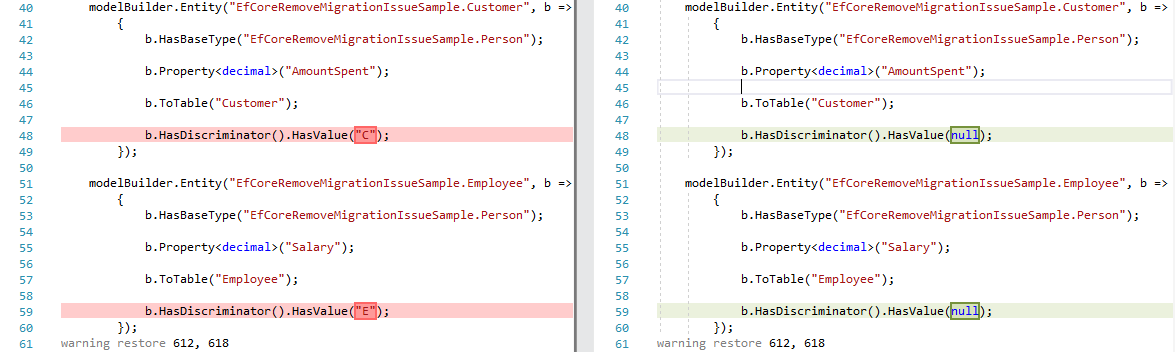 40 modelBuilder.Entity("EfCoreRemoveMigrationIssueSample.Customer", b =>
41 {
42 b.HasBaseType("EfCoreRemoveMigrationIssueSample.Person");
43
44 b.Property<decimal>("AmountSpent");
45
46 b.ToTable("Customer");
47
48 b.HasDiscriminator().HasValue("C");
49 });
50
51 modelBuilder.Entity("EfCoreRemoveMigrationIssueSample.Employee", b =>
52 {
53 b.HasBaseType("EfCoreRemoveMigrationIssueSample.Person");
54
55 b.Property<decimal>("Salary");
56
57 b.ToTable("Employee");
58
59 b.HasDiscriminator().HasValue("E");
60 });
61 warning restore 612, 618
40 modelBuilder.Entity("EfCoreRemoveMigrationIssueSample.Customer", b =>
41 {
42 b.HasBaseType("EfCoreRemoveMigrationIssueSample.Person");
43
44 b.Property<decimal>("AmountSpent");
45
46 b.ToTable("Customer");
47
48 b.HasDiscriminator().HasValue(null);
49 });
50
51 modelBuilder.Entity("EfCoreRemoveMigrationIssueSample.Employee", b =>
52 {
53 b.HasBaseType("EfCoreRemoveMigrationIssueSample.Person");
54
55 b.Property<decimal>("Salary");
56
57 b.ToTable("Employee");
58
59 b.HasDiscriminator().HasValue(null);
60 });
61 warning restore 612, 618